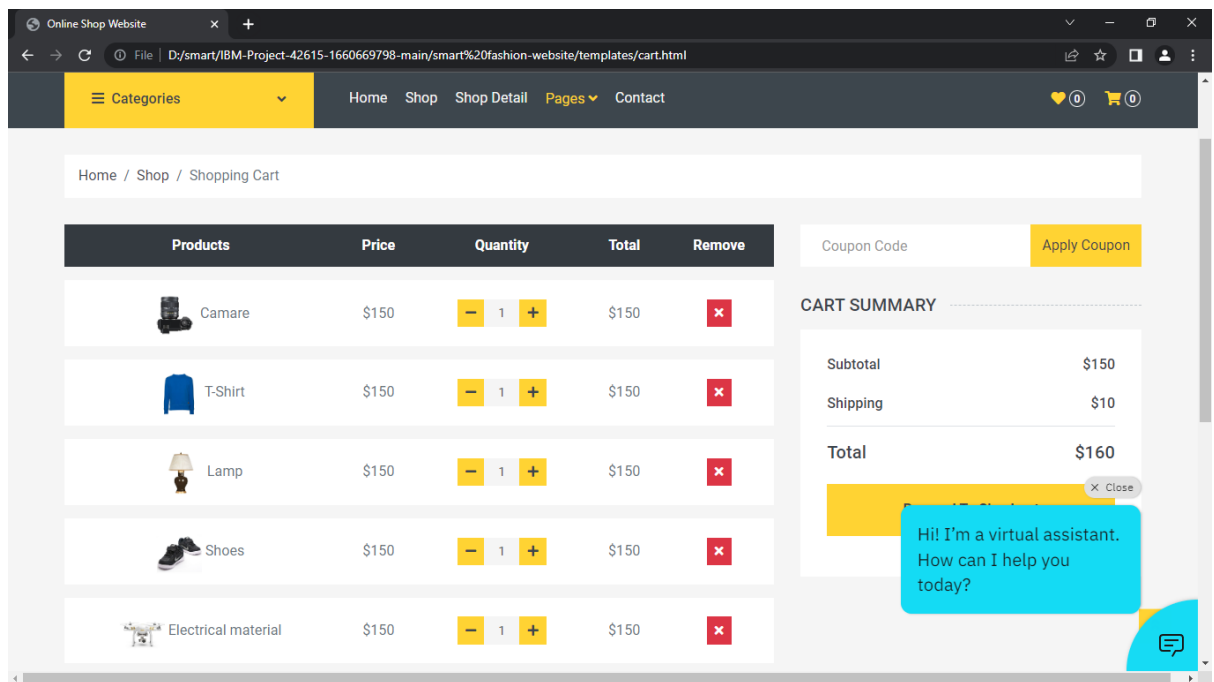 Online Shop Website
File D:/smart/IBM-Project-42615-1660669798-main/smart%20fashion-website/templates/cart.html
Categories Home Shop Shop Detail Pages Contact 0 0
Home / Shop / Shopping Cart
Products Price Quantity Total Remove
Coupon Code Apply Coupon
Camare $150 1 $150
T-Shirt $150 1 $150
Lamp $150 1 $150
Shoes $150 1 $150
Electrical material $150 1 $150
CART SUMMARY
Subtotal $150
Shipping $10
Total $160
Close
Hi! I'm a virtual assistant.
How can I help you
today?